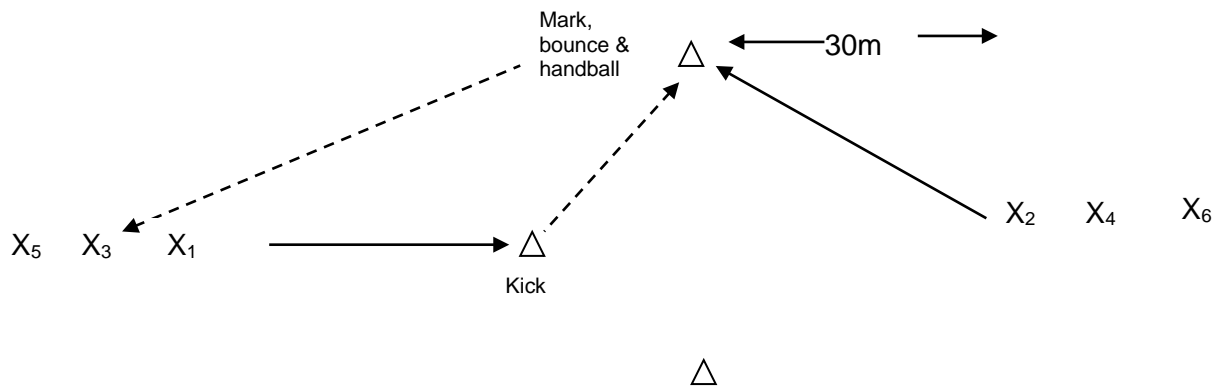 Mark,
bounce &
handball
30m
X2 X4 X6
X5 X3 X1
Kick